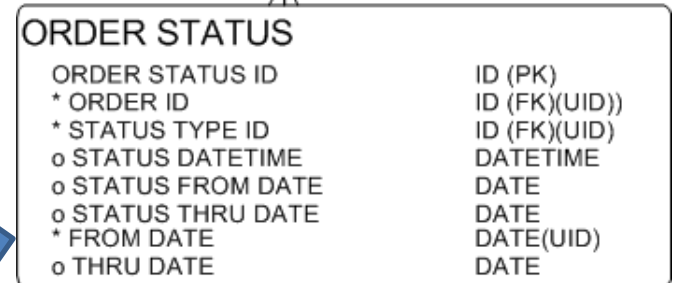 ORDER STATUS
ORDER STATUS ID ID (PK)
* ORDER ID ID (FK)(UID))
* STATUS TYPE ID ID (FK)(UID)
o STATUS DATETIME DATETIME
o STATUS FROM DATE DATE
o STATUS THRU DATE DATE
* FROM DATE DATE(UID)
o THRU DATE DATE